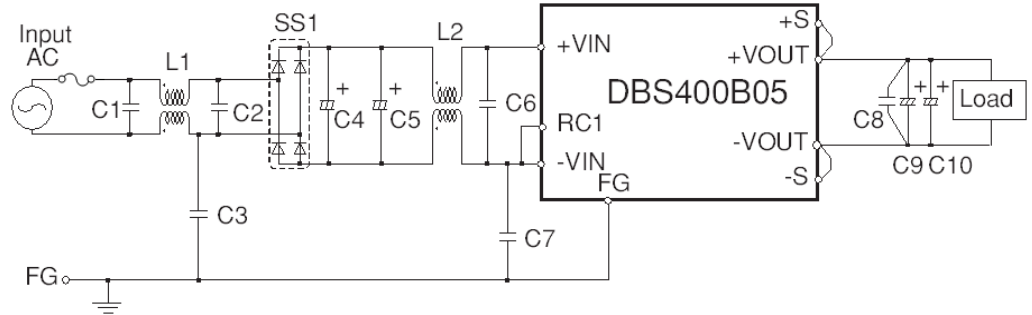 Input
AC
L1
C1
C2
C3
SS1
+
C4
+
C5
L2
C6
C7
+VIN
RC1
-VIN
FG
DBS400B05
+S
+VOUT
-VOUT
-S
C8
+
+
C9 C10
Load
FG